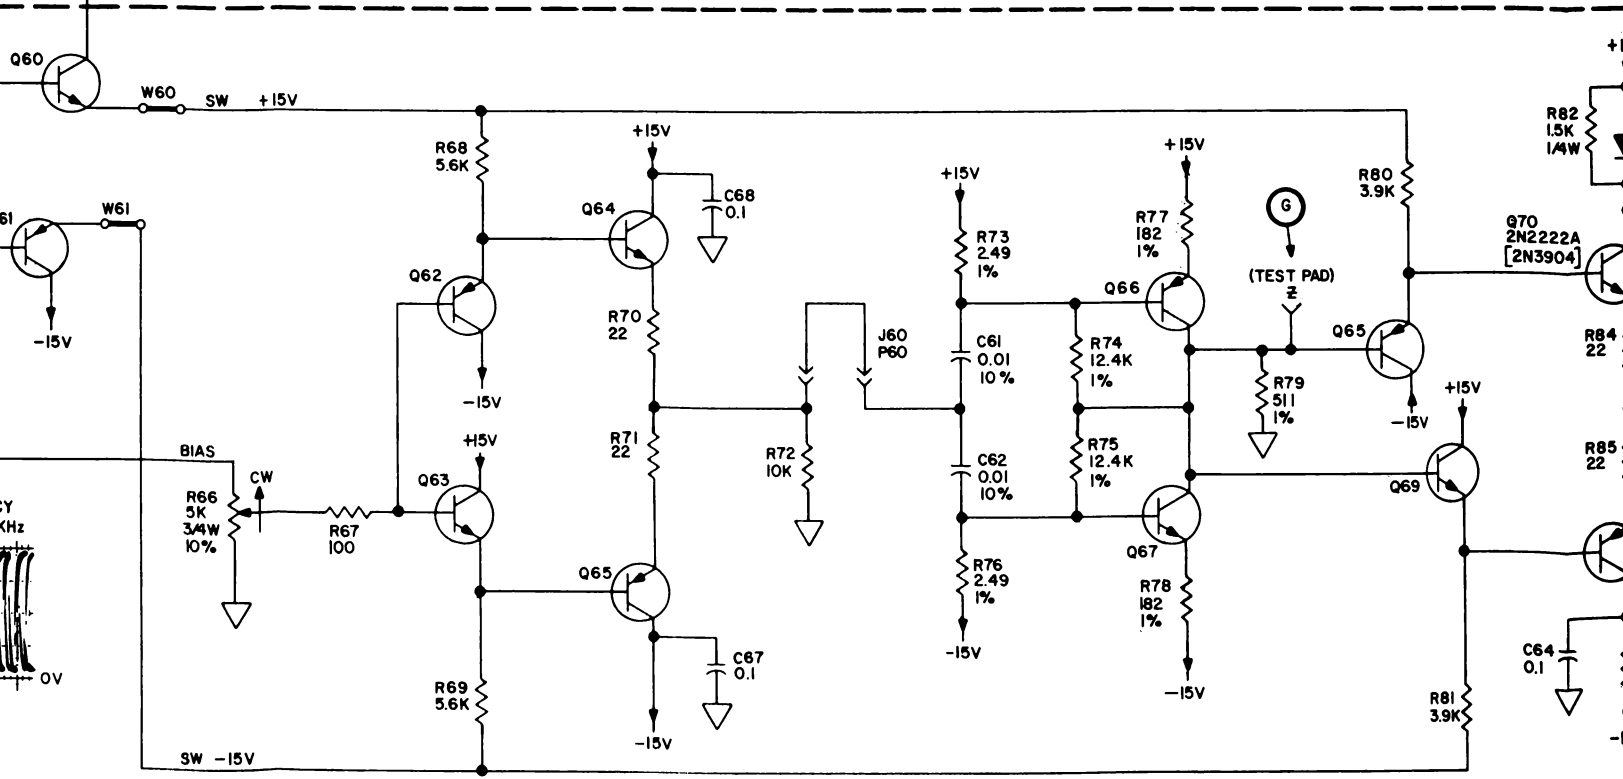 Q60
W60
SW +15V
R68
5.6K
+15V
C68
0.1
Q64
+15V
R73
2.49
1%
+15V
R77
182
1%
G
(TEST PAD)
Z
R80
3.9K
R82
1.5K
1/4W
Q70
2N2222A
[2N3904]
61
W61
-15V
Q62
-15V
R70
22
R71
22
J60
P60
C61
0.01
10%
Q66
R74
12.4K
1%
R79
511
1%
Q65
-15V
+15V
R84
22
R85
22
BIAS
CW
R66
5K
3/4W
10%
R67
100
+15V
Q63
R72
10K
C62
0.01
10%
R75
12.4K
1%
Q69
CY
KHz
0V
Q65
Q67
R76
2.49
1%
-15V
R78
182
1%
-15V
C67
0.1
-15V
R69
5.6K
C64
0.1
R81
3.9K
SW -15V